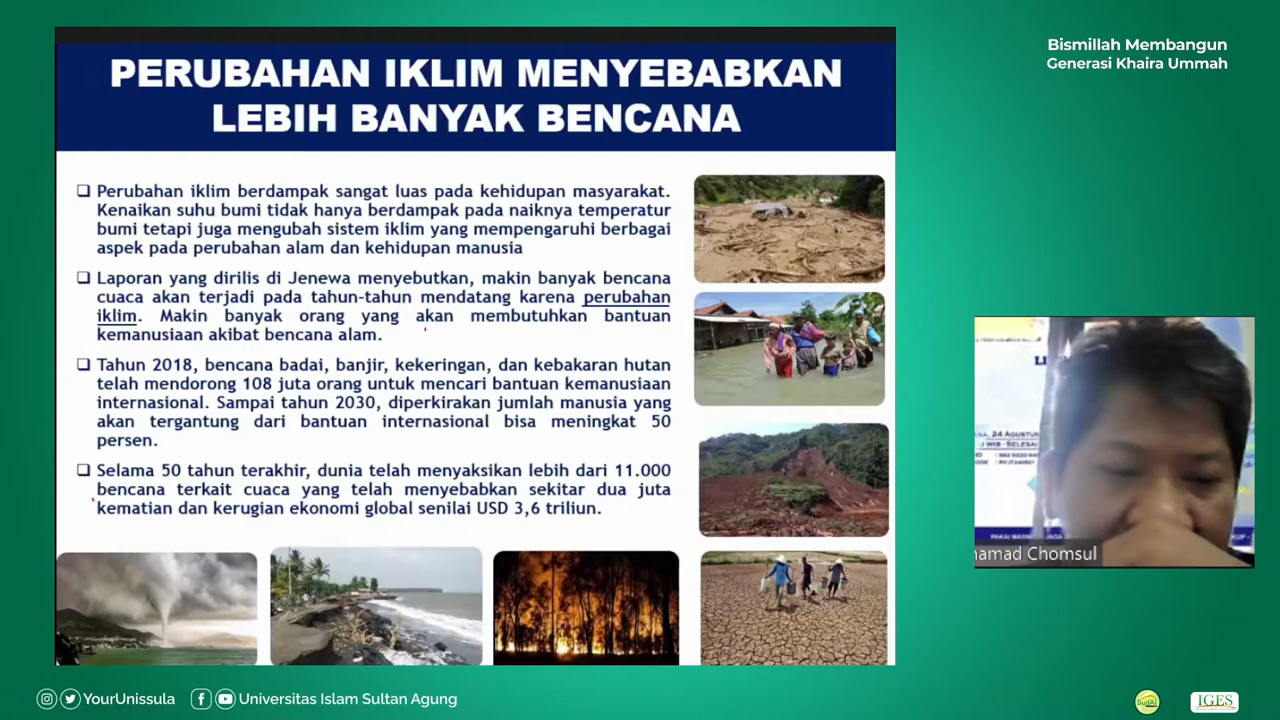 PERUBAHAN IKLIM MENYEBABKAN
LEBIH BANYAK BENCANA
Bismillah Membangun
Generasi Khaira Ummah
❑ Perubahan iklim berdampak sangat luas pada kehidupan masyarakat.
Kenaikan suhu bumi tidak hanya berdampak pada naiknya temperatur
bumi tetapi juga mengubah sistem iklim yang mempengaruhi berbagai
aspek pada perubahan alam dan kehidupan manusia
❑ Laporan yang dirilis di Jenewa menyebutkan, makin banyak bencana
cuaca akan terjadi pada tahun-tahun mendatang karena perubahan
iklim. Makin banyak orang yang akan membutuhkan bantuan
kemanusiaan akibat bencana alam.
❑ Tahun 2018, bencana badai, banjir, kekeringan, dan kebakaran hutan
telah mendorong 108 juta orang untuk mencari bantuan kemanusiaan
internasional. Sampai tahun 2030, diperkirakan jumlah manusia yang
akan tergantung dari bantuan internasional bisa meningkat 50
persen.
❑ Selama 50 tahun terakhir, dunia telah menyaksikan lebih dari 11.000
bencana terkait cuaca yang telah menyebabkan sekitar dua juta
kematian dan kerugian ekonomi global senilai USD 3,6 triliun.
24 AGUSTU
WIB - SELESAI
PAKAI MAS
hamad Chomsul
YourUnissula
Universitas Islam Sultan Agung
BudAi
IGES